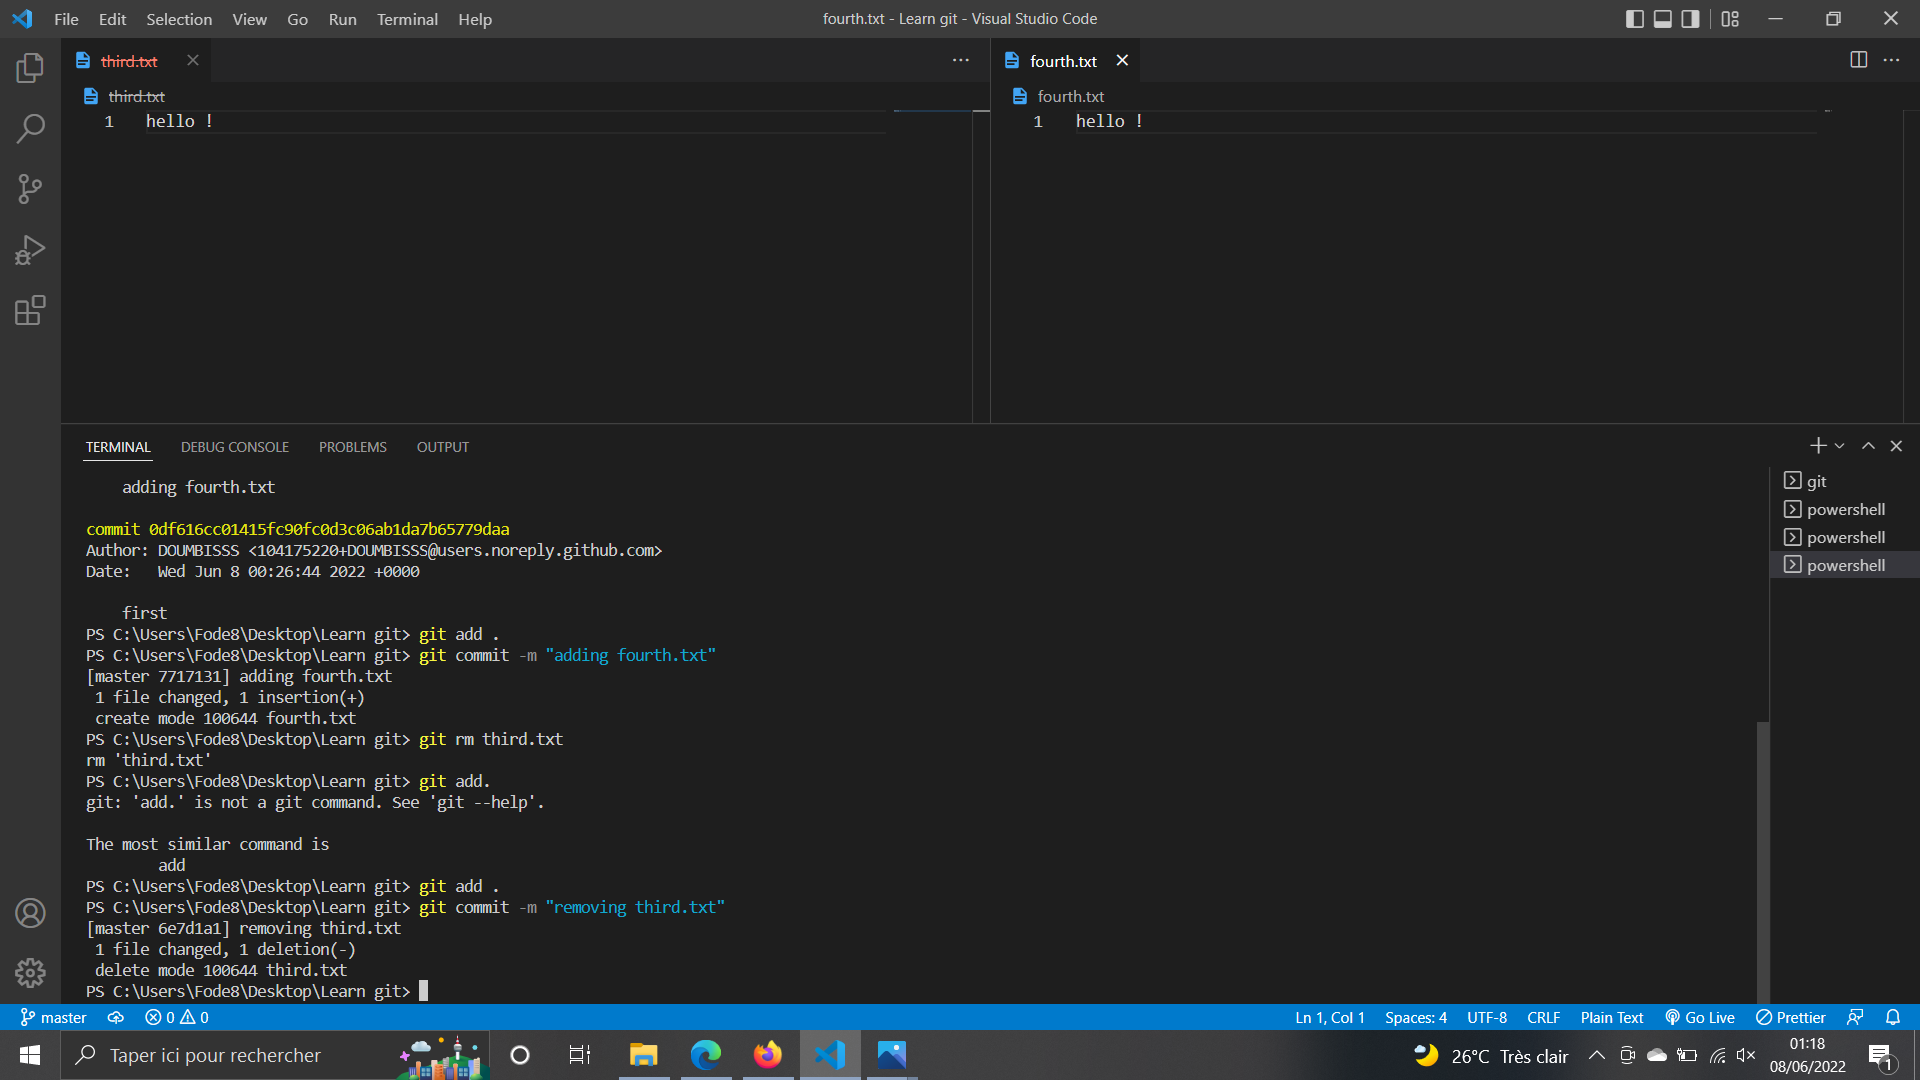 File Edit Selection View Go Run Terminal Help
fourth.txt - Learn git - Visual Studio Code
third.txt
fourth.txt
third.txt
fourth.txt
1 hello !
1 hello !
TERMINAL DEBUG CONSOLE PROBLEMS OUTPUT
git
powershell
powershell
powershell
adding fourth.txt
commit 0df616cc01415fc90fc0d3c06ab1da7b65779daa
Author: DOUMBISSS <104175220+DOUMBISSS@users.noreply.github.com>
Date:   Wed Jun 8 00:26:44 2022 +0000
first
PS C:\Users\Fode8\Desktop\Learn git> git add .
PS C:\Users\Fode8\Desktop\Learn git> git commit -m "adding fourth.txt"
[master 7717131] adding fourth.txt
1 file changed, 1 insertion(+)
create mode 100644 fourth.txt
PS C:\Users\Fode8\Desktop\Learn git> git rm third.txt
rm 'third.txt'
PS C:\Users\Fode8\Desktop\Learn git> git add.
git: 'add.' is not a git command. See 'git --help'.
The most similar command is
add
PS C:\Users\Fode8\Desktop\Learn git> git add .
PS C:\Users\Fode8\Desktop\Learn git> git commit -m "removing third.txt"
[master 6e7d1a1] removing third.txt
1 file changed, 1 deletion(-)
delete mode 100644 third.txt
PS C:\Users\Fode8\Desktop\Learn git>
master 0 0 Ln 1, Col 1 Spaces: 4 UTF-8 CRLF Plain Text Go Live Prettier
Taper ici pour rechercher
26°C Très clair
01:18
08/06/2022
1